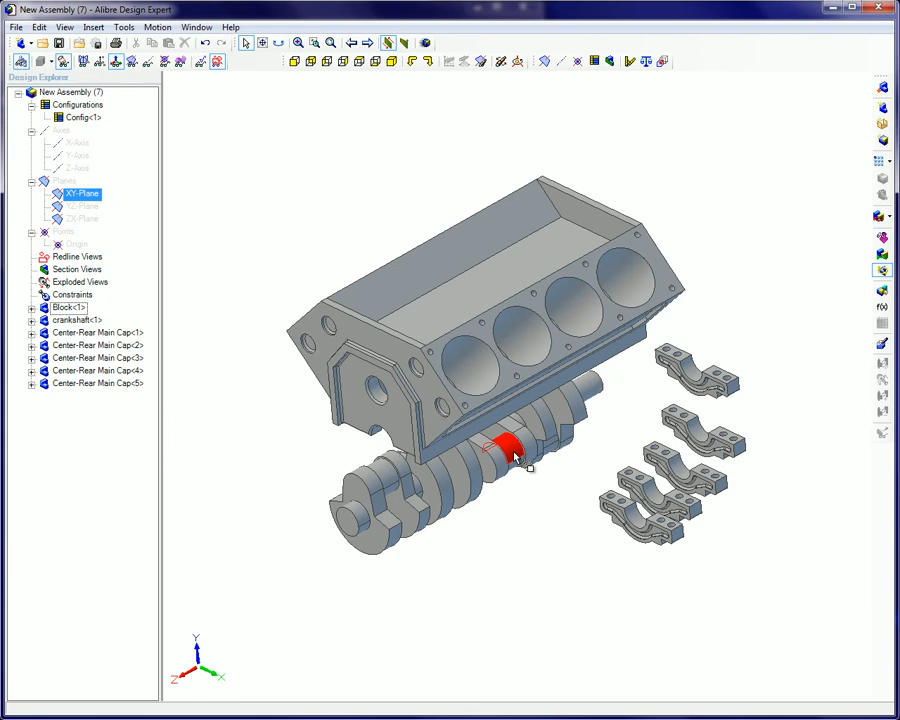 New Assembly (7) - Alibre Design Expert
File Edit View Insert Tools Motion Window Help
Design Explorer
New Assembly (7)
Configurations
Config<1>
Axes
X-Axis
Y-Axis
Z-Axis
Planes
XY-Plane
YZ-Plane
ZX-Plane
Points
Origin
Redline Views
Section Views
Exploded Views
Constraints
Block<1>
crankshaft<1>
Center-Rear Main Cap<1>
Center-Rear Main Cap<2>
Center-Rear Main Cap<3>
Center-Rear Main Cap<4>
Center-Rear Main Cap<5>
f(x)
Y
Z
X